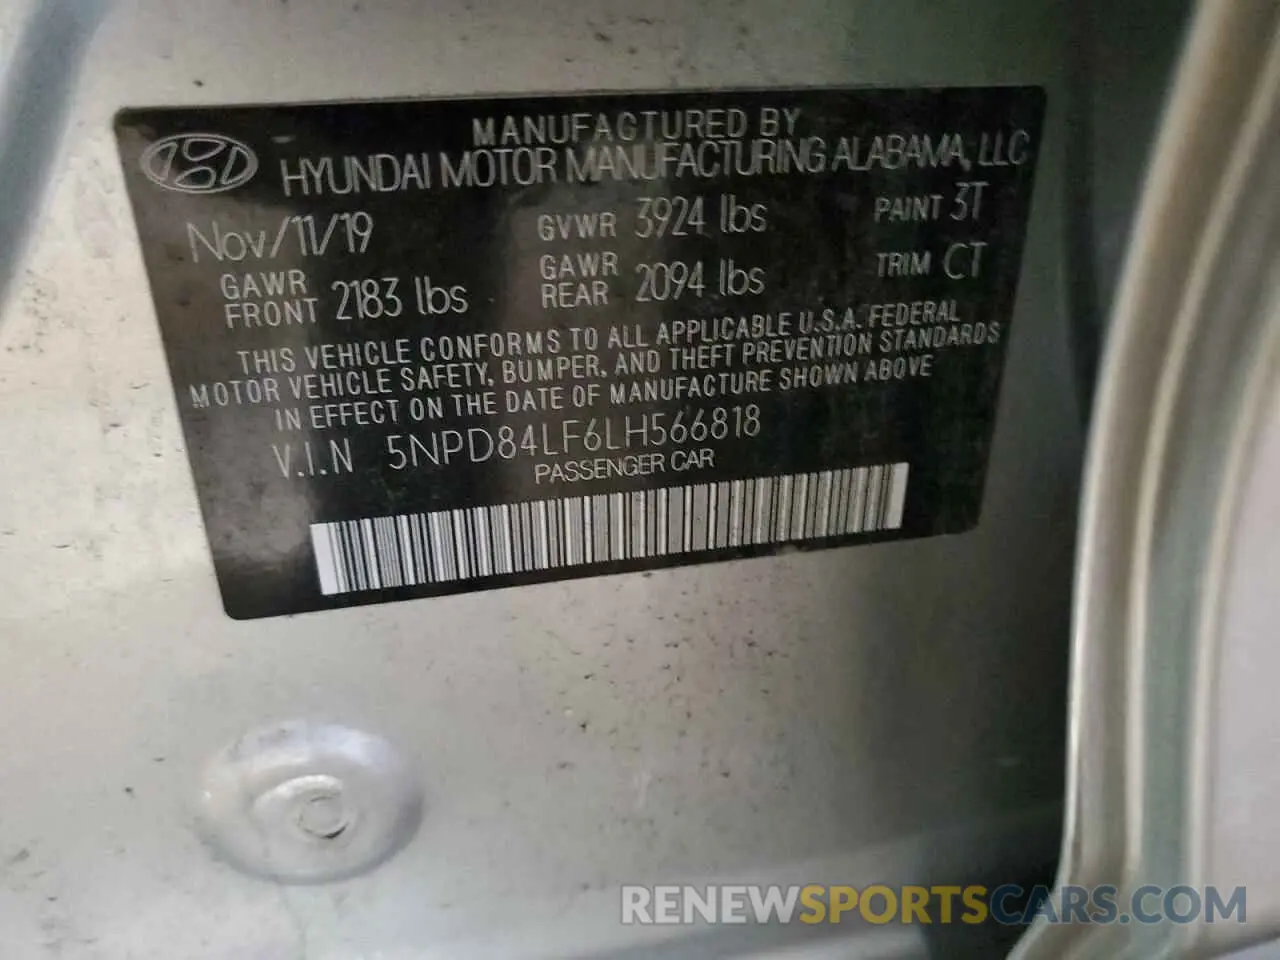 MANUFACTURED BY
HYUNDAI MOTOR MANUFACTURING ALABAMA, LLC
Nov/11/19 GVWR 3924 lbs PAINT 3T
GAWR FRONT 2183 lbs GAWR REAR 2094 lbs TRIM CT
THIS VEHICLE CONFORMS TO ALL APPLICABLE U.S.A. FEDERAL
MOTOR VEHICLE SAFETY, BUMPER, AND THEFT PREVENTION STANDARDS
IN EFFECT ON THE DATE OF MANUFACTURE SHOWN ABOVE
V.I.N 5NPD84LF6LH566818
PASSENGER CAR
RENEWSPORTSCARS.COM